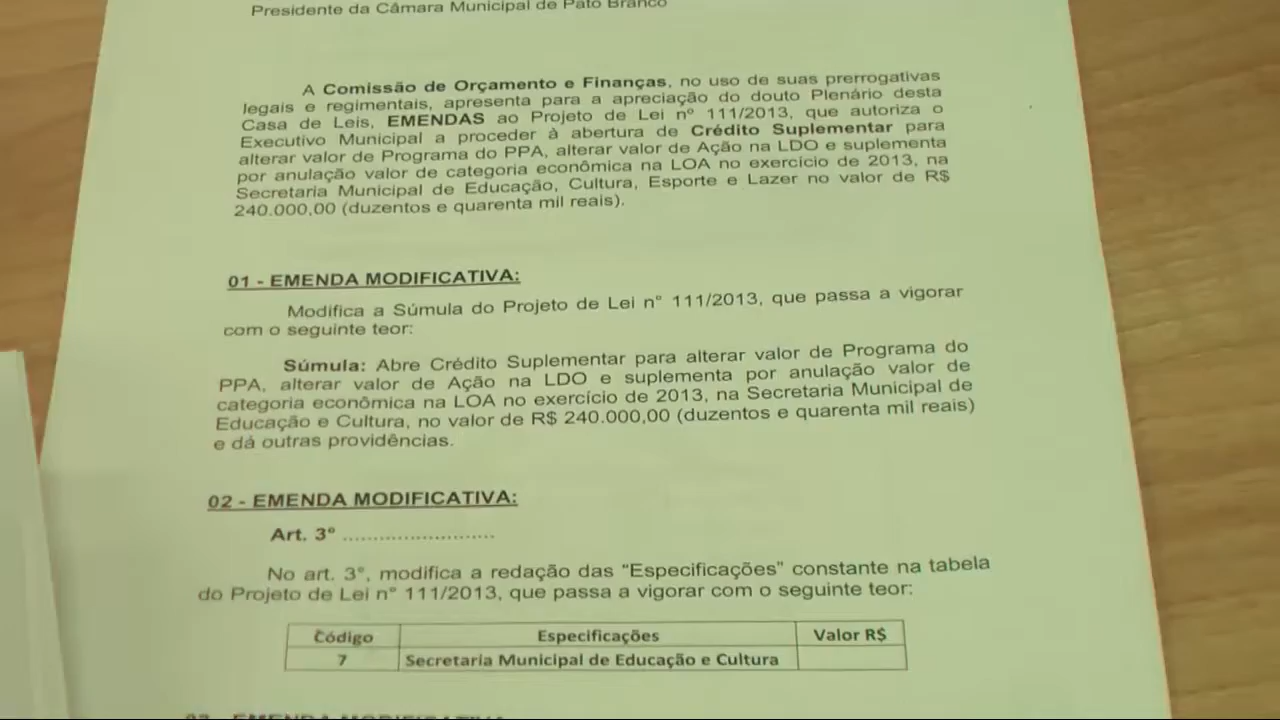 Presidente da Câmara Municipal de Pato Branco
A Comissão de Orçamento e Finanças, no uso de suas prerrogativas
legais e regimentais, apresenta para a apreciação do douto Plenário desta
Casa de Leis, EMENDAS ao Projeto de Lei nº 111/2013, que autoriza o
Executivo Municipal a proceder à abertura de Crédito Suplementar para
alterar valor de Programa do PPA, alterar valor de Ação na LDO e suplementa
por anulação valor de categoria econômica na LOA no exercício de 2013, na
Secretaria Municipal de Educação, Cultura, Esporte e Lazer no valor de R$
240.000,00 (duzentos e quarenta mil reais).
01 - EMENDA MODIFICATIVA:
Modifica a Súmula do Projeto de Lei n° 111/2013, que passa a vigorar
com o seguinte teor:
Súmula: Abre Crédito Suplementar para alterar valor de Programa do
PPA, alterar valor de Ação na LDO e suplementa por anulação valor de
categoria econômica na LOA no exercício de 2013, na Secretaria Municipal de
Educação e Cultura, no valor de R$ 240.000,00 (duzentos e quarenta mil reais)
e dá outras providências.
02 - EMENDA MODIFICATIVA:
Art. 3° .........................
No art. 3°, modifica a redação das "Especificações" constante na tabela
do Projeto de Lei n° 111/2013, que passa a vigorar com o seguinte teor:
Código Especificações Valor R$
7 Secretaria Municipal de Educação e Cultura
03 - EMENDA MODIFICATIVA: